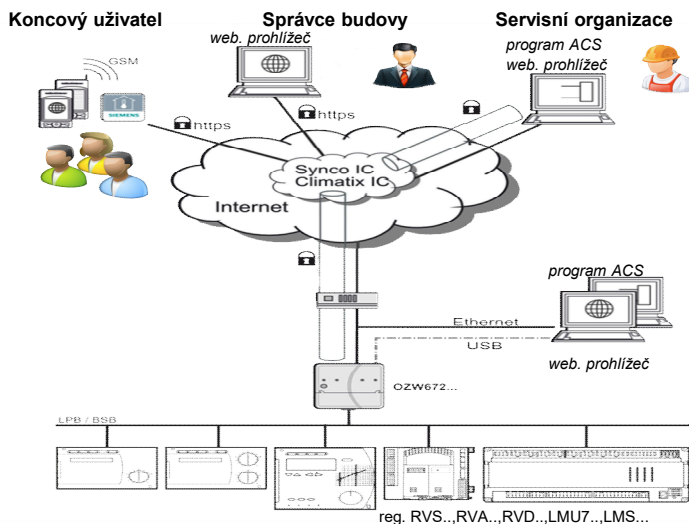 Koncový uživatel
Správce budovy
Servisní organizace
web. prohlížeč
program ACS
web. prohlížeč
GSM
SIEMENS
https
https
Synco IC
Climatix IC
Internet
program ACS
Ethernet
USB
web. prohlížeč
OZW672...
LPB / BSB
reg. RVS..,RVA..,RVD..,LMU7..,LMS...